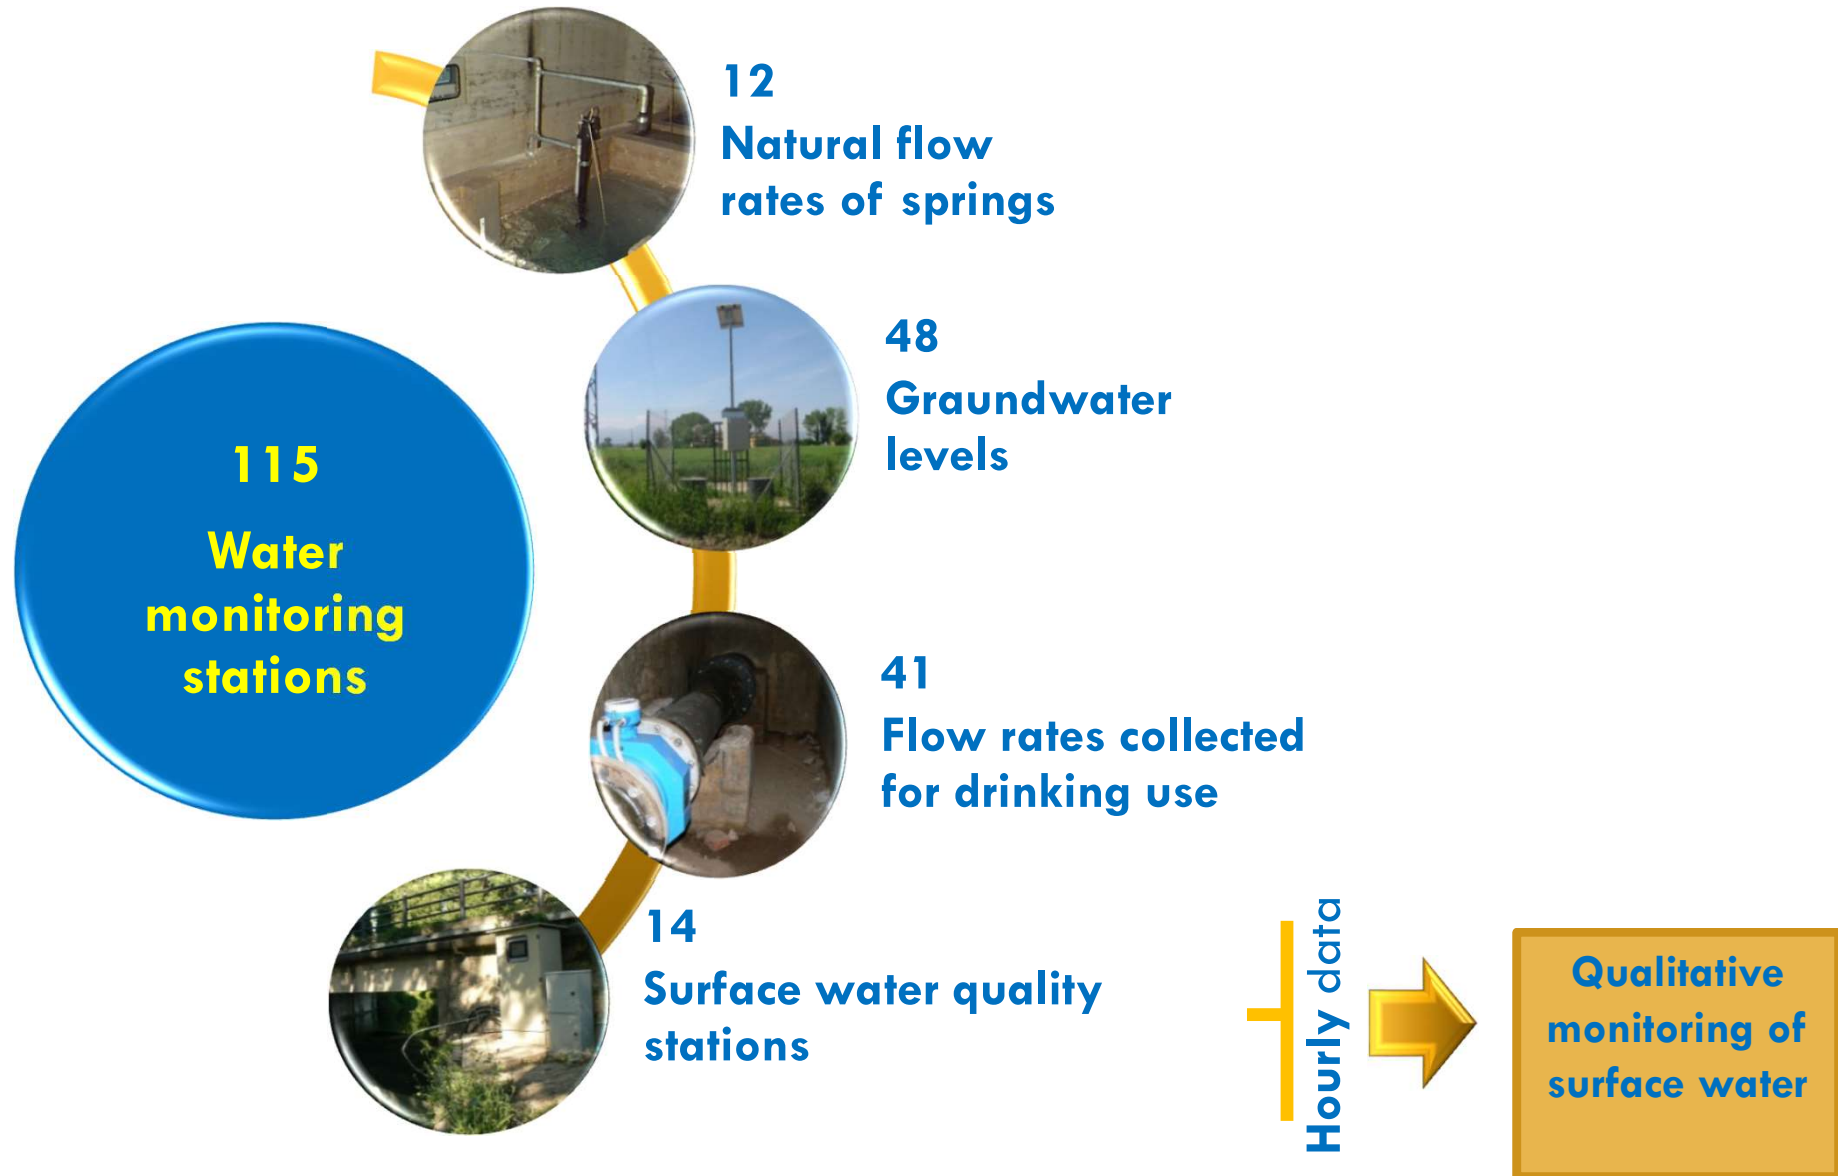 115
Water
monitoring
stations
12
Natural flow
rates of springs
48
Graundwater
levels
41
Flow rates collected
for drinking use
14
Surface water quality
stations
Hourly data
Qualitative
monitoring of
surface water